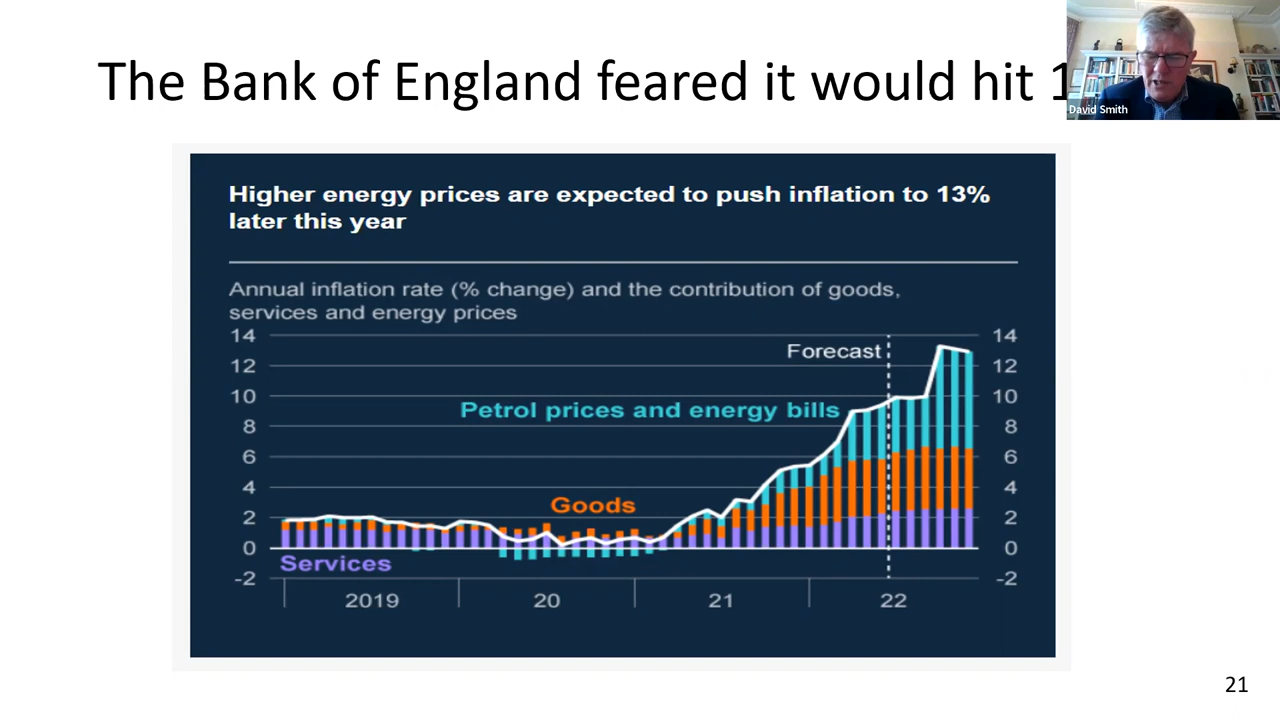 The Bank of England feared it would hit
David Smith
Higher energy prices are expected to push inflation to 13%
later this year
Annual inflation rate (% change) and the contribution of goods,
services and energy prices
14 14
Forecast
12 12
10 10
Petrol prices and energy bills
8 8
6 6
4 4
Goods
2 2
0 0
Services
-2 -2
2019 20 21 22
21